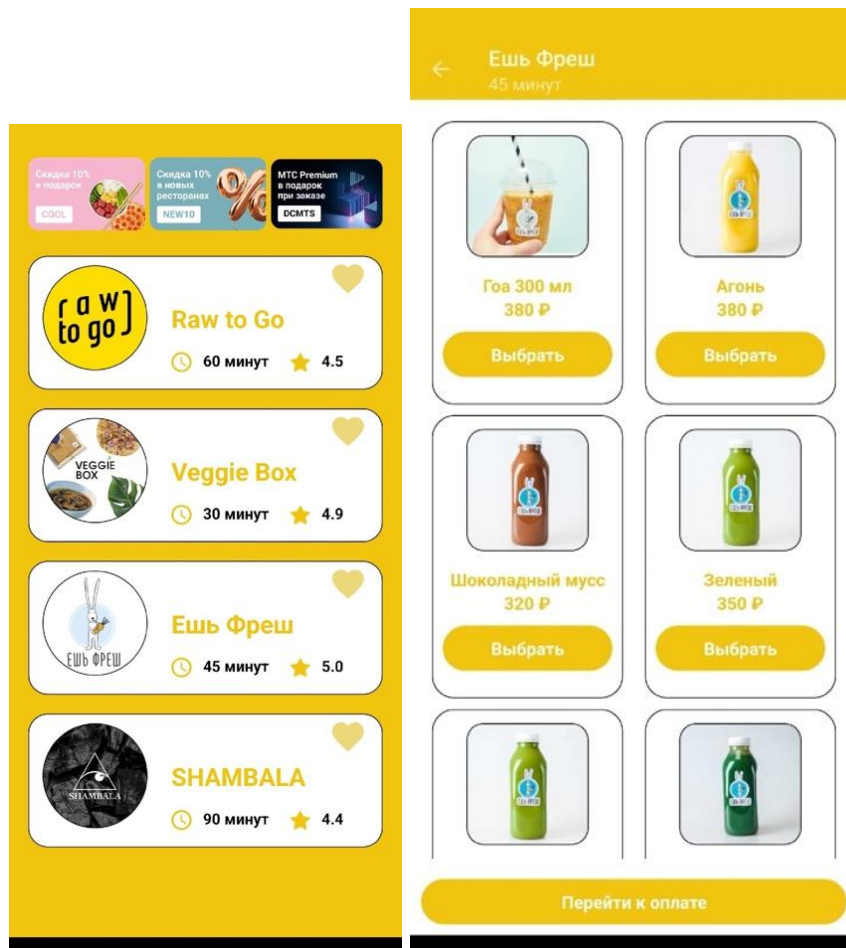 Скидка 10%
и подарок
COOL
Скидка 10%
в новых
ресторанах
NEW10
%
МТС Premium
в подарок
при заказе
DCMTS
raw
to go
Raw to Go
60 минут
4.5
VEGGIE
BOX
Veggie Box
30 минут
4.9
ЕШЬ ФРЕШ
Ешь Фреш
45 минут
5.0
SHAMBALA
SHAMBALA
90 минут
4.4
Ешь Фреш
45 минут
Гоа 300 мл
380 ₽
Выбрать
Агонь
380 ₽
Выбрать
Шоколадный мусс
320 ₽
Выбрать
Зеленый
350 ₽
Выбрать
Перейти к оплате